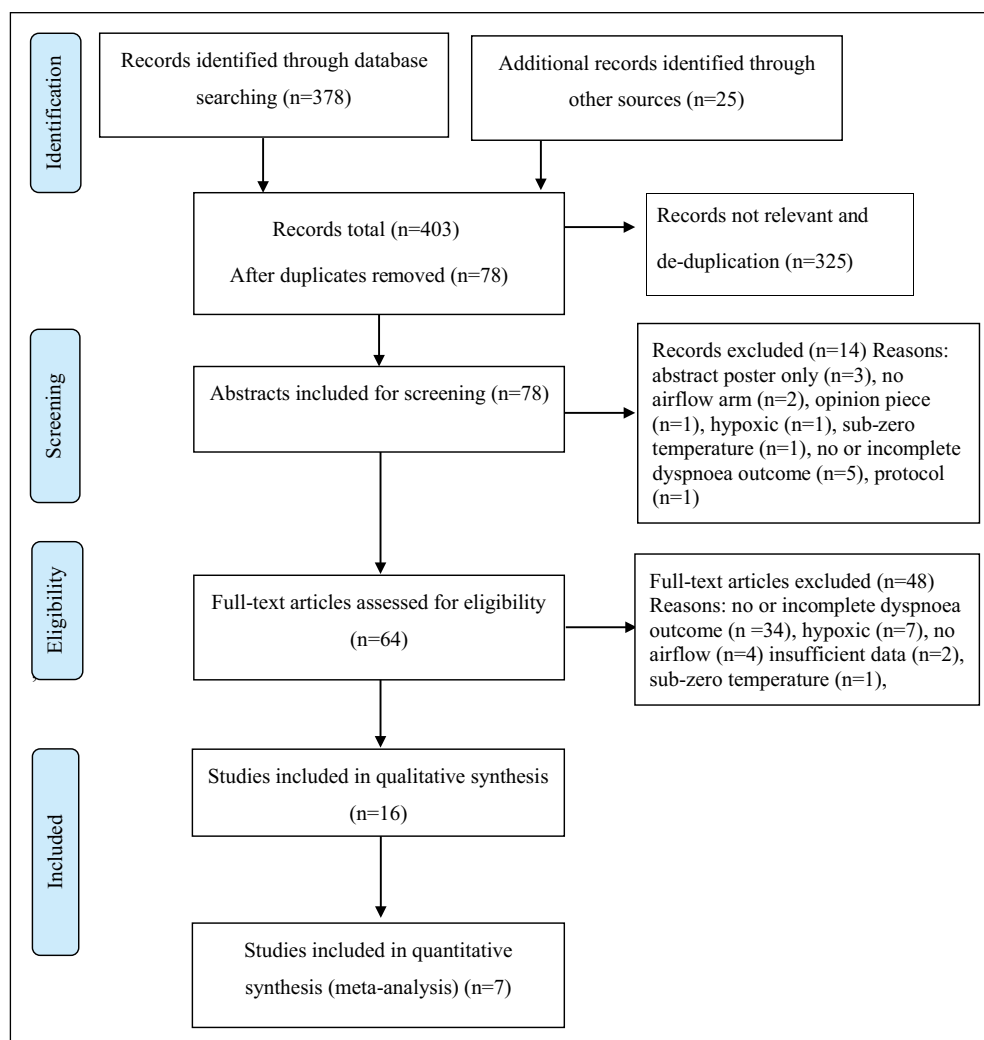 Identification
Records identified through database
searching (n=378)
Additional records identified through
other sources (n=25)
Records total (n=403)
After duplicates removed (n=78)
Records not relevant and
de-duplication (n=325)
Screening
Abstracts included for screening (n=78)
Records excluded (n=14) Reasons:
abstract poster only (n=3), no
airflow arm (n=2), opinion piece
(n=1), hypoxic (n=1), sub-zero
temperature (n=1), no or incomplete
dyspnoea outcome (n=5), protocol
(n=1)
Eligibility
Full-text articles assessed for eligibility
(n=64)
Full-text articles excluded (n=48)
Reasons: no or incomplete dyspnoea
outcome (n =34), hypoxic (n=7), no
airflow (n=4) insufficient data (n=2),
sub-zero temperature (n=1),
Included
Studies included in qualitative synthesis
(n=16)
Studies included in quantitative
synthesis (meta-analysis) (n=7)